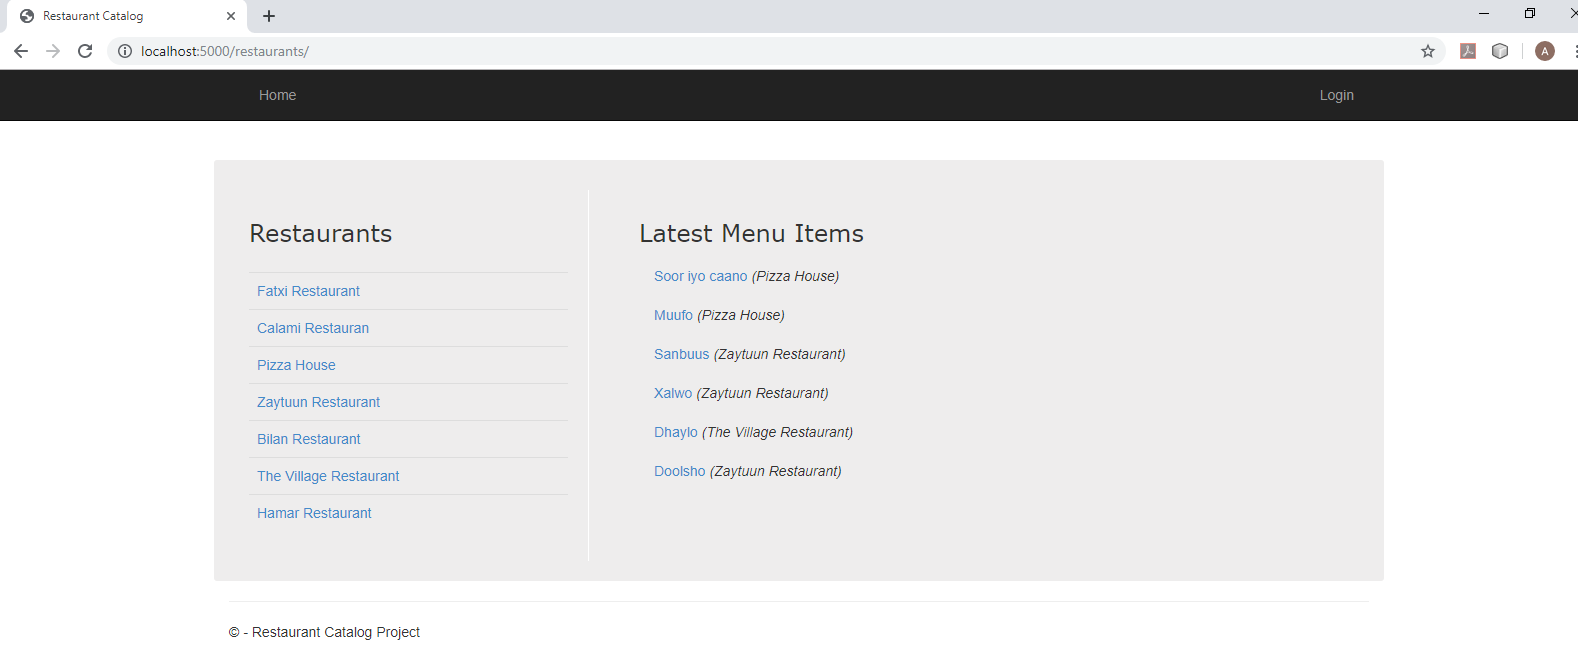 Restaurant Catalog
localhost:5000/restaurants/
A
Home
Login
Restaurants
Fatxi Restaurant
Calami Restauran
Pizza House
Zaytuun Restaurant
Bilan Restaurant
The Village Restaurant
Hamar Restaurant
Latest Menu Items
Soor iyo caano (Pizza House)
Muufo (Pizza House)
Sanbuus (Zaytuun Restaurant)
Xalwo (Zaytuun Restaurant)
Dhaylo (The Village Restaurant)
Doolsho (Zaytuun Restaurant)
© - Restaurant Catalog Project